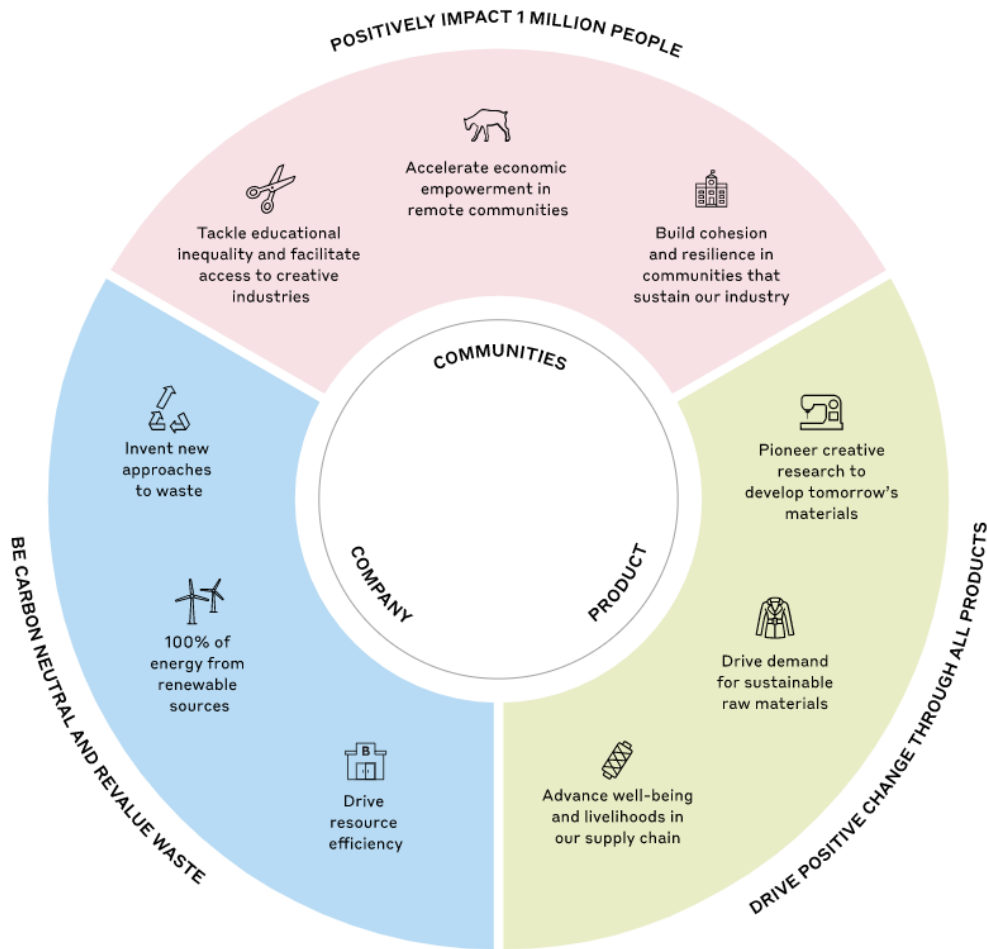 POSITIVELY IMPACT 1 MILLION PEOPLE
Accelerate economic
empowerment in
remote communities
Tackle educational
inequality and facilitate
access to creative
industries
Build cohesion
and resilience in
communities that
sustain our industry
COMMUNITIES
Invent new
approaches
to waste
Pioneer creative
research to
develop tomorrow's
materials
COMPANY
PRODUCT
100% of
energy from
renewable
sources
Drive demand
for sustainable
raw materials
B
Drive
resource
efficiency
Advance well-being
and livelihoods in
our supply chain
BE CARBON NEUTRAL AND REVALUE WASTE
DRIVE POSITIVE CHANGE THROUGH ALL PRODUCTS